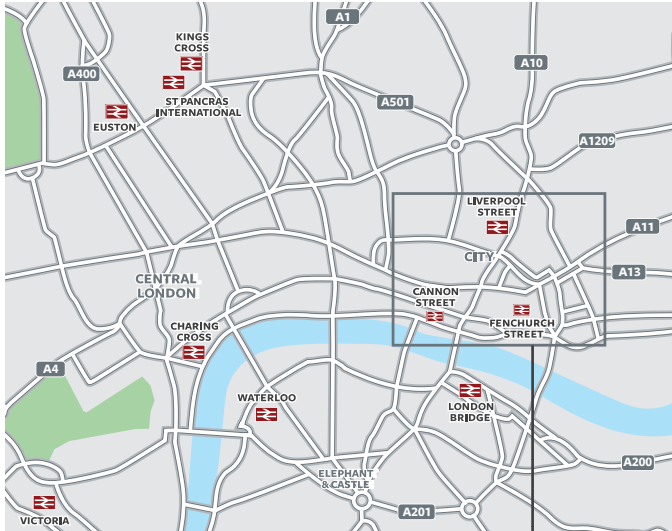 A1
KINGS
CROSS
A10
A400
A501
ST PANCRAS
INTERNATIONAL
EUSTON
A1209
LIVERPOOL
STREET
A11
CITY
A13
CENTRAL
LONDON
CANNON
STREET
FENCHURCH
STREET
CHARING
CROSS
A4
WATERLOO
LONDON
BRIDGE
A200
ELEPHANT
& CASTLE
A201
VICTORIA